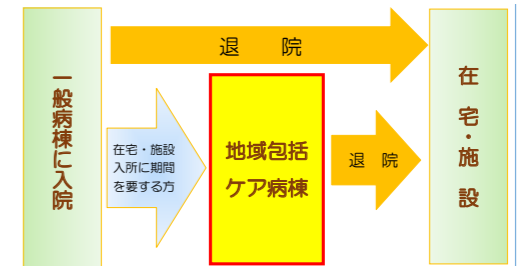 一般病棟に入院
退　　院
在宅・施設
入所に期間
を要する方
地域包括
ケア病棟
退　院
在　宅・施　設